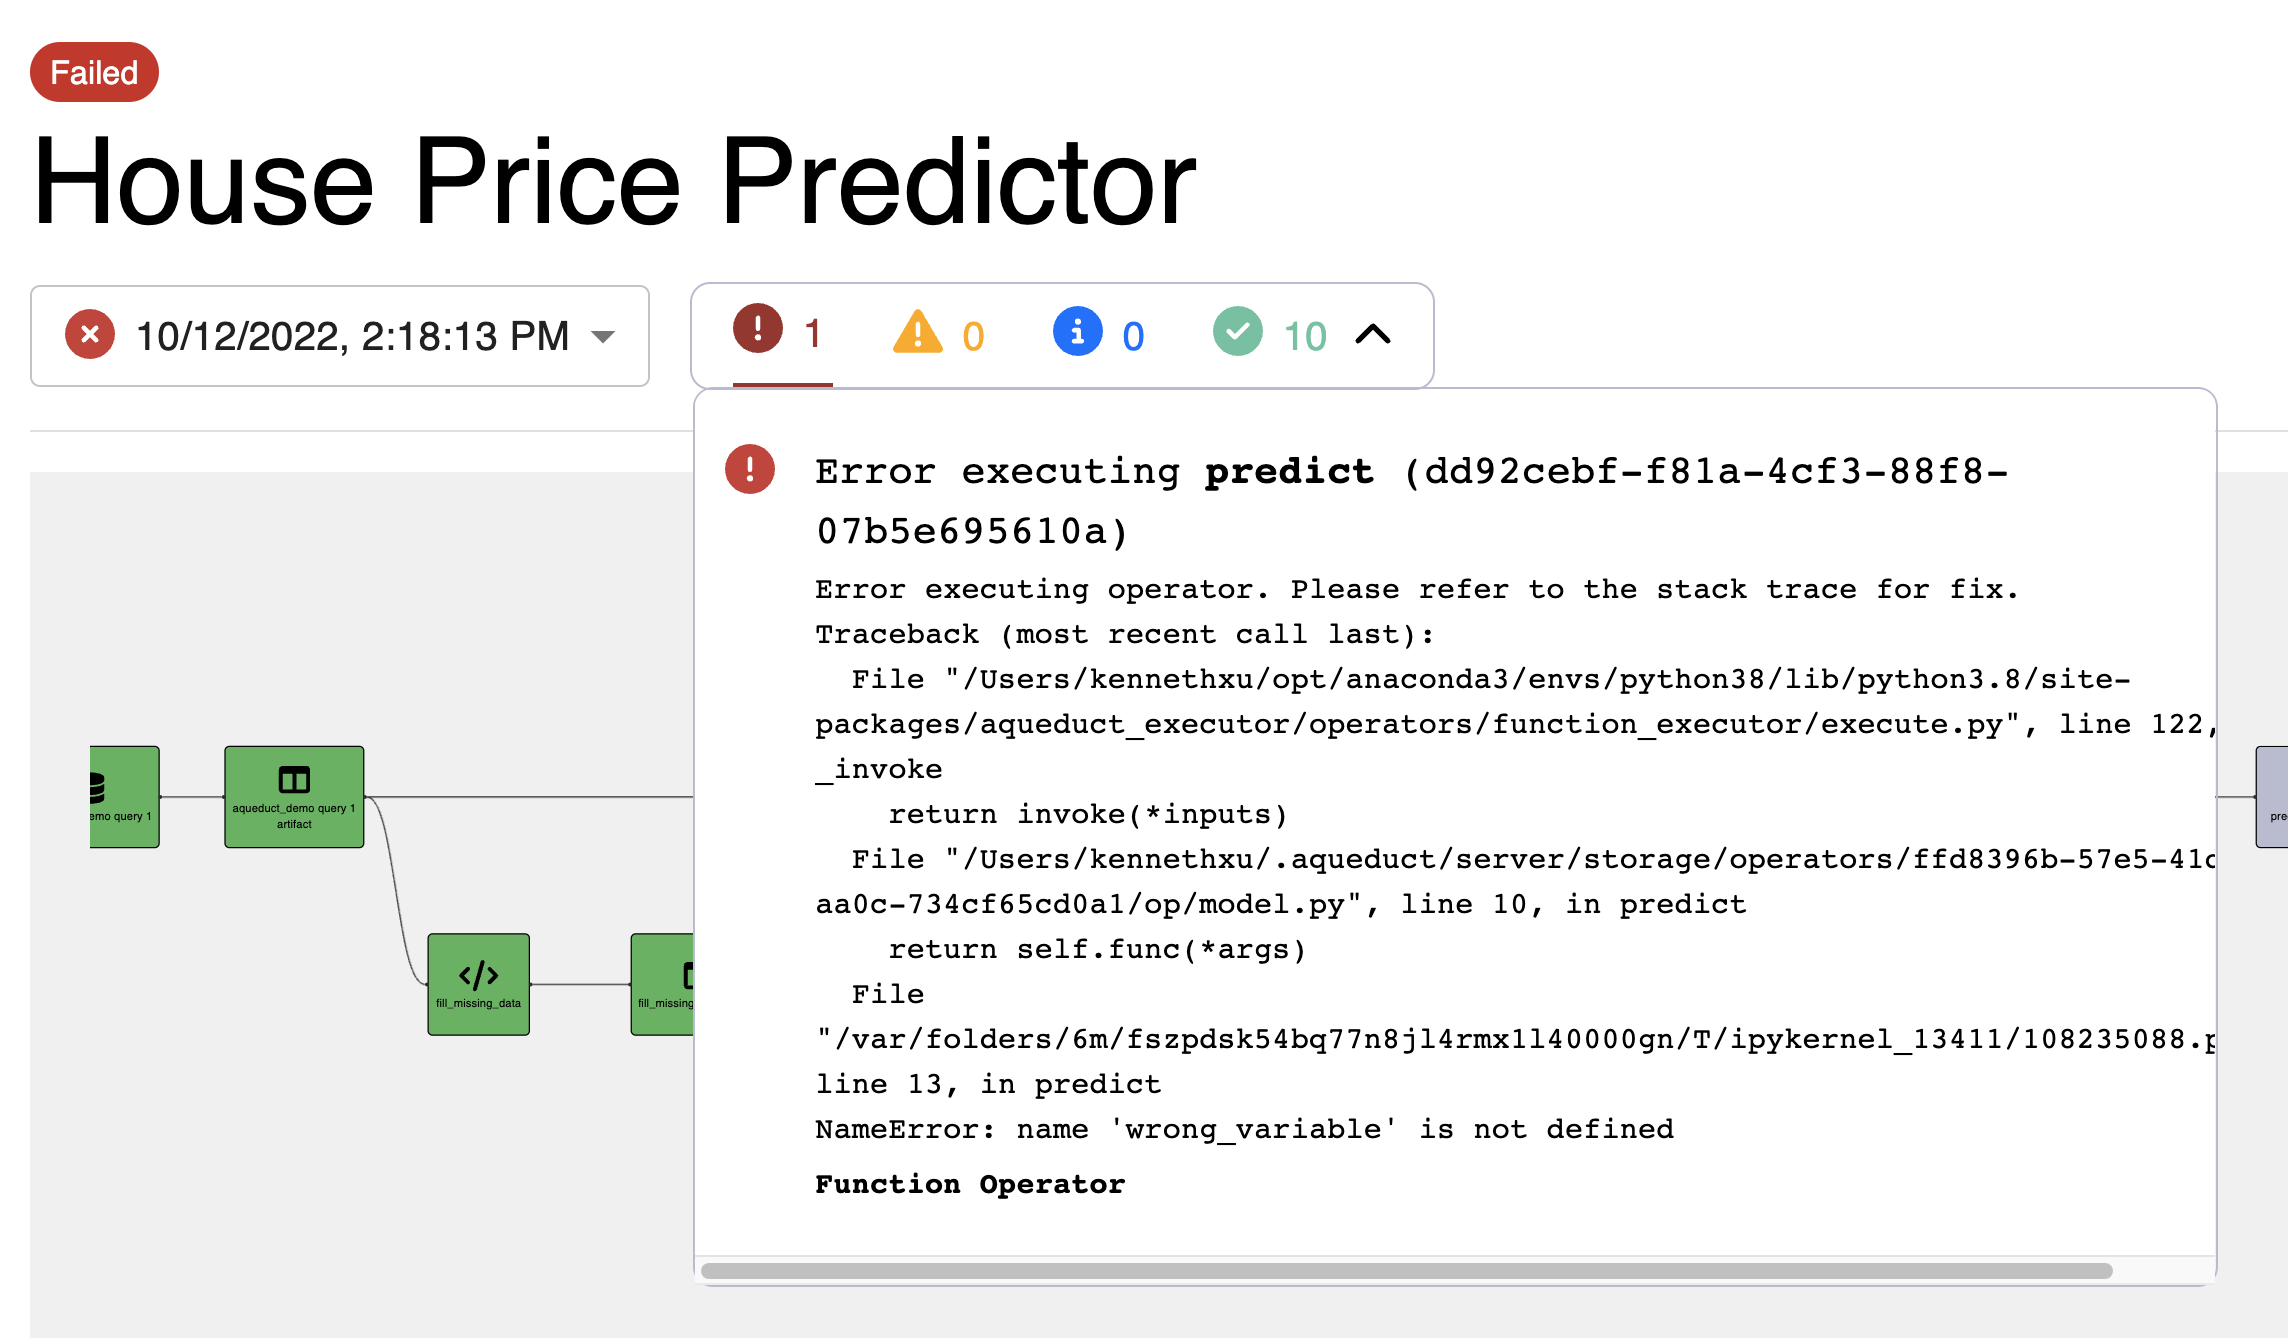 Failed
House Price Predictor
10/12/2022, 2:18:13 PM
1 0 0 10
Error executing predict (dd92cebf-f81a-4cf3-88f8-
07b5e695610a)
Error executing operator. Please refer to the stack trace for fix.
Traceback (most recent call last):
File "/Users/kennethxu/opt/anaconda3/envs/python38/lib/python3.8/site-
packages/aqueduct_executor/operators/function_executor/execute.py", line 122,
_invoke
return invoke(*inputs)
File "/Users/kennethxu/.aqueduct/server/storage/operators/ffd8396b-57e5-41
aa0c-734cf65cd0a1/op/model.py", line 10, in predict
return self.func(*args)
File
"/var/folders/6m/fszpdsk54bq77n8jl4rmx1l40000gn/T/ipykernel_13411/108235088.p
line 13, in predict
NameError: name 'wrong_variable' is not defined
Function Operator
emo query 1
aqueduct_demo query 1
artifact
fill_missing_data
fill_missing
pre